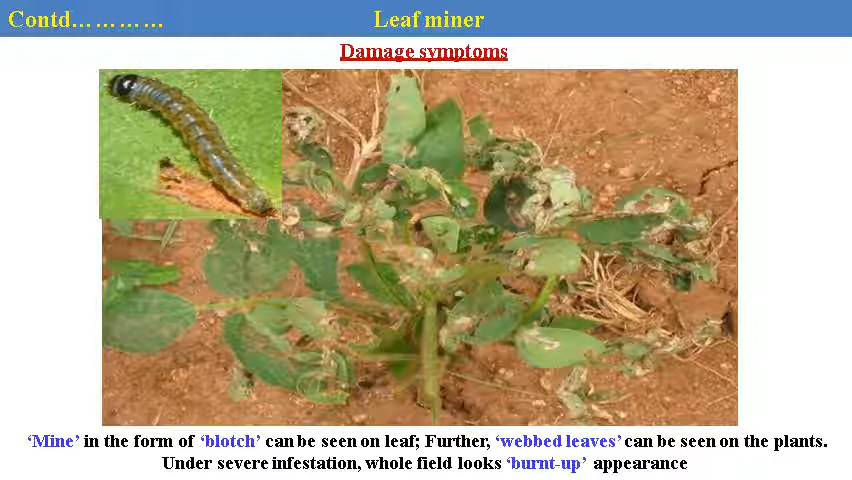 Contd…………
Leaf miner
Damage symptoms
‘Mine’ in the form of ‘blotch’ can be seen on leaf; Further, ‘webbed leaves’ can be seen on the plants.
Under severe infestation, whole field looks ‘burnt-up’ appearance